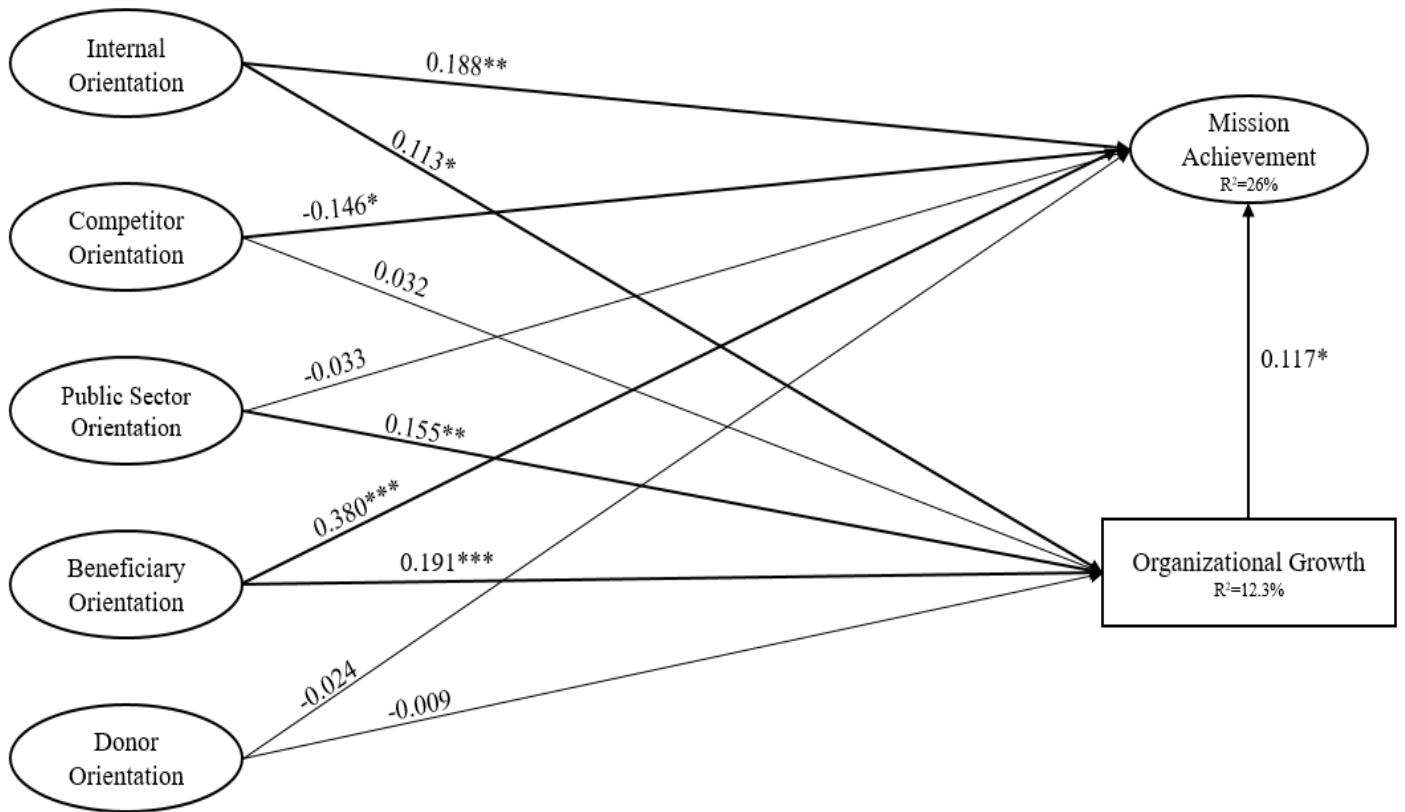 Internal
Orientation
0.188**
0.113*
Mission
Achievement
R²=26%
Competitor
Orientation
-0.146*
0.032
Public Sector
Orientation
-0.033
0.155**
0.117*
Beneficiary
Orientation
0.380***
0.191***
Organizational Growth
R²=12.3%
Donor
Orientation
-0.024
-0.009